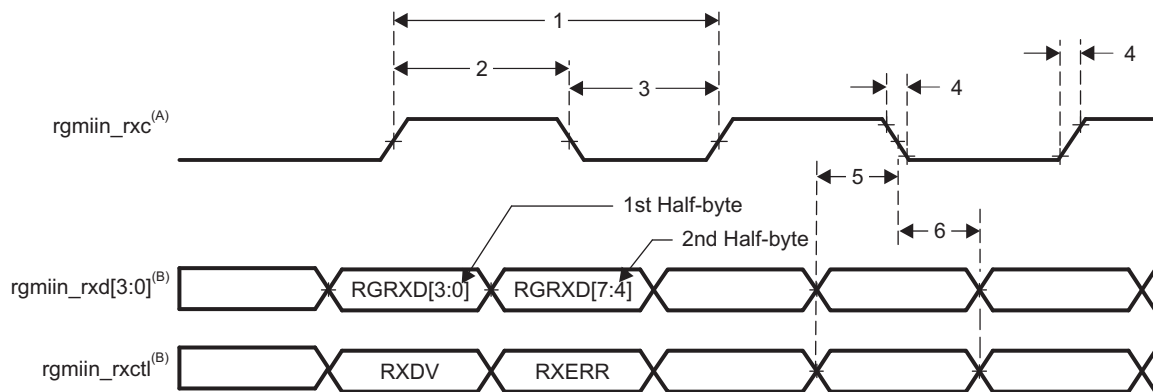 1
2
3
4
4
rgmiin_rxc(A)
5
1st Half-byte
6
2nd Half-byte
rgmiin_rxd[3:0](B)
RGRXD[3:0]
RGRXD[7:4]
rgmiin_rxctl(B)
RXDV
RXERR